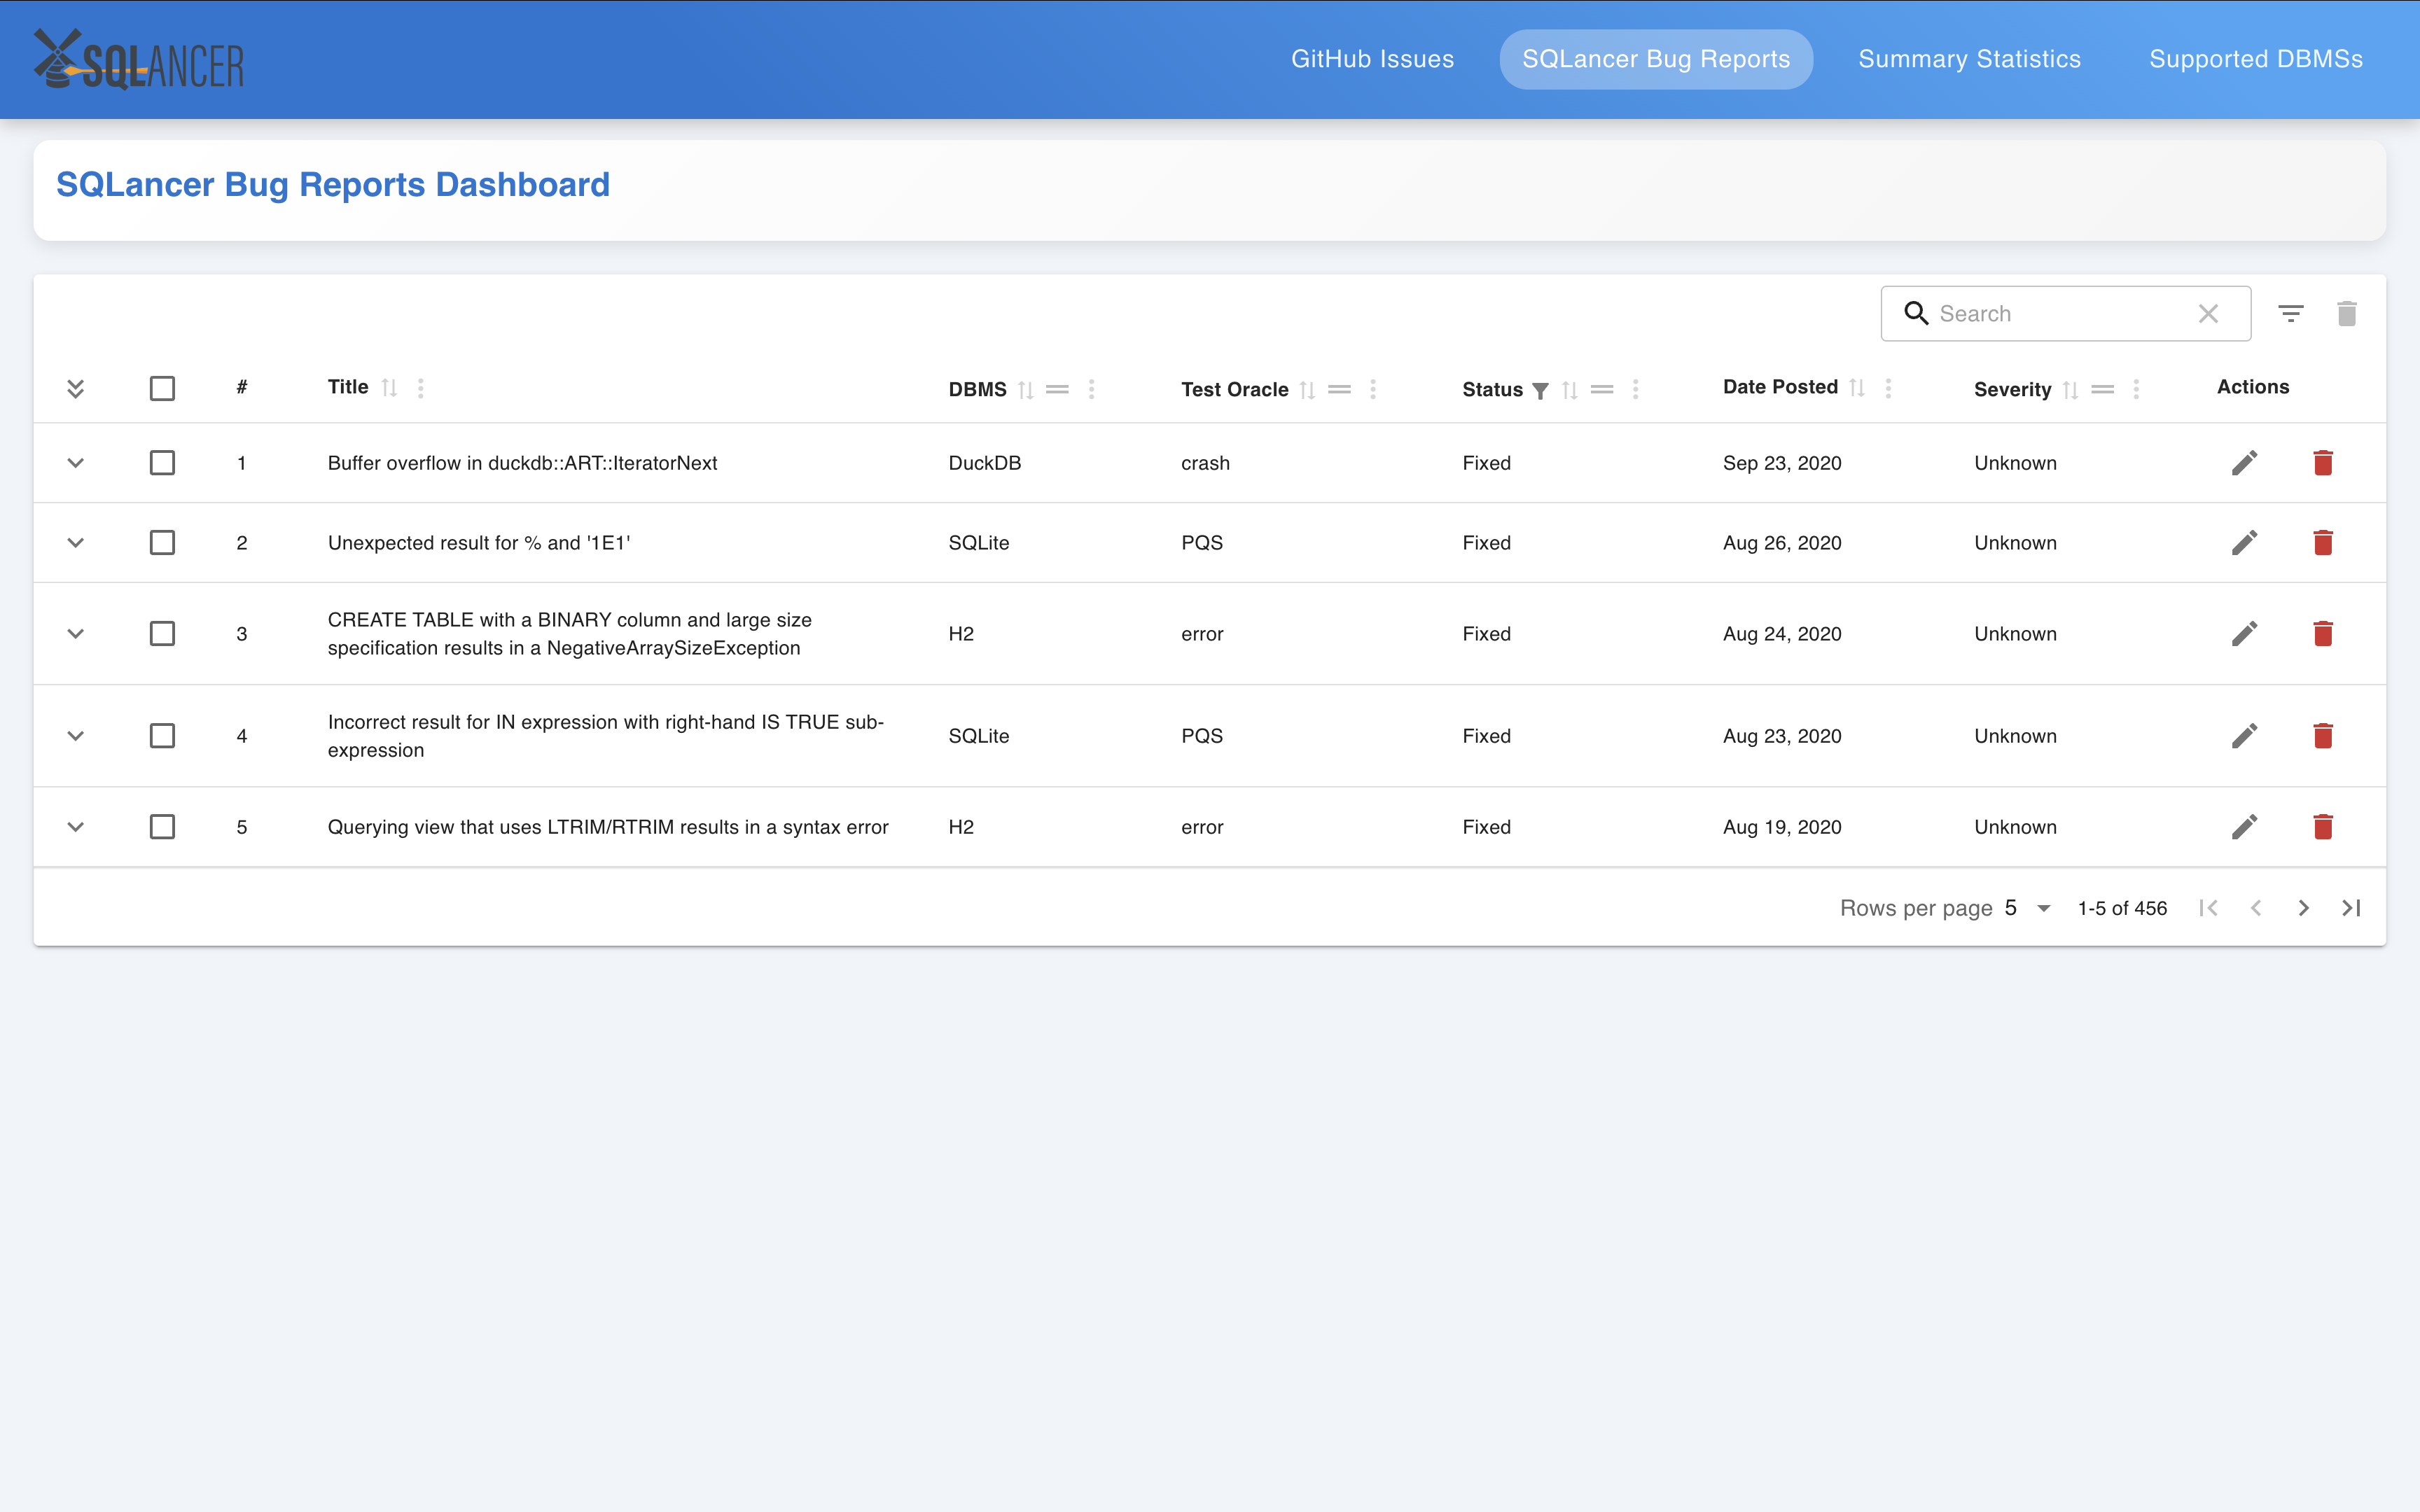 SQLANCER
GitHub Issues
SQLancer Bug Reports
Summary Statistics
Supported DBMSs
SQLancer Bug Reports Dashboard
Search
# Title DBMS Test Oracle Status Date Posted Severity Actions
1 Buffer overflow in duckdb::ART::IteratorNext DuckDB crash Fixed Sep 23, 2020 Unknown
2 Unexpected result for % and '1E1' SQLite PQS Fixed Aug 26, 2020 Unknown
3 CREATE TABLE with a BINARY column and large size
specification results in a NegativeArraySizeException H2 error Fixed Aug 24, 2020 Unknown
4 Incorrect result for IN expression with right-hand IS TRUE sub-
expression SQLite PQS Fixed Aug 23, 2020 Unknown
5 Querying view that uses LTRIM/RTRIM results in a syntax error H2 error Fixed Aug 19, 2020 Unknown
Rows per page 5 1-5 of 456